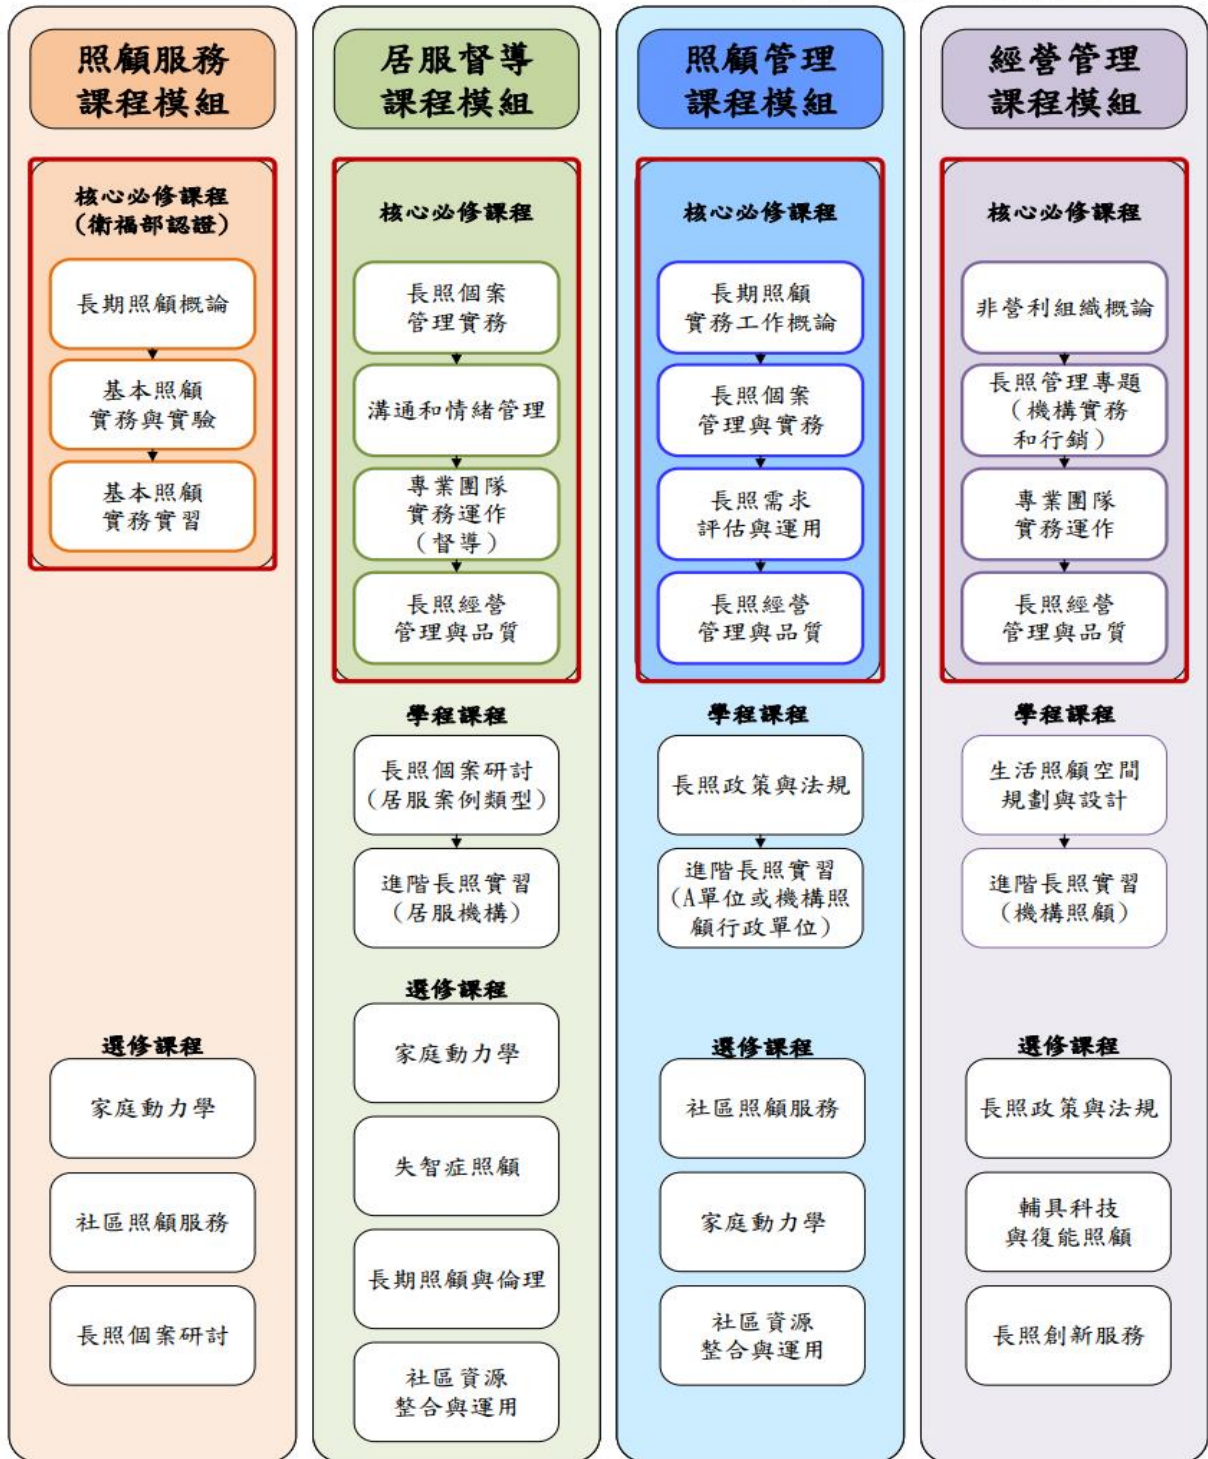 照顧服務
課程模組
核心必修課程
(衛福部認證)
長期照顧概論
基本照顧
實務與實驗
基本照顧
實務實習
選修課程
家庭動力學
社區照顧服務
長照個案研討
居服督導
課程模組
核心必修課程
長照個案
管理實務
溝通和情緒管理
專業團隊
實務運作
(督導)
長照經營
管理與品質
學程課程
長照個案研討
(居服案例類型)
進階長照實習
(居服機構)
選修課程
家庭動力學
失智症照顧
長期照顧與倫理
社區資源
整合與運用
照顧管理
課程模組
核心必修課程
長期照顧
實務工作概論
長照個案
管理與實務
長照需求
評估與運用
長照經營
管理與品質
學程課程
長照政策與法規
進階長照實習
(A單位或機構照
顧行政單位)
選修課程
社區照顧服務
家庭動力學
社區資源
整合與運用
經營管理
課程模組
核心必修課程
非營利組織概論
長照管理專題
(機構實務
和行銷)
專業團隊
實務運作
長照經營
管理與品質
學程課程
生活照顧空間
規劃與設計
進階長照實習
(機構照顧)
選修課程
長照政策與法規
輔具科技
與復能照顧
長照創新服務